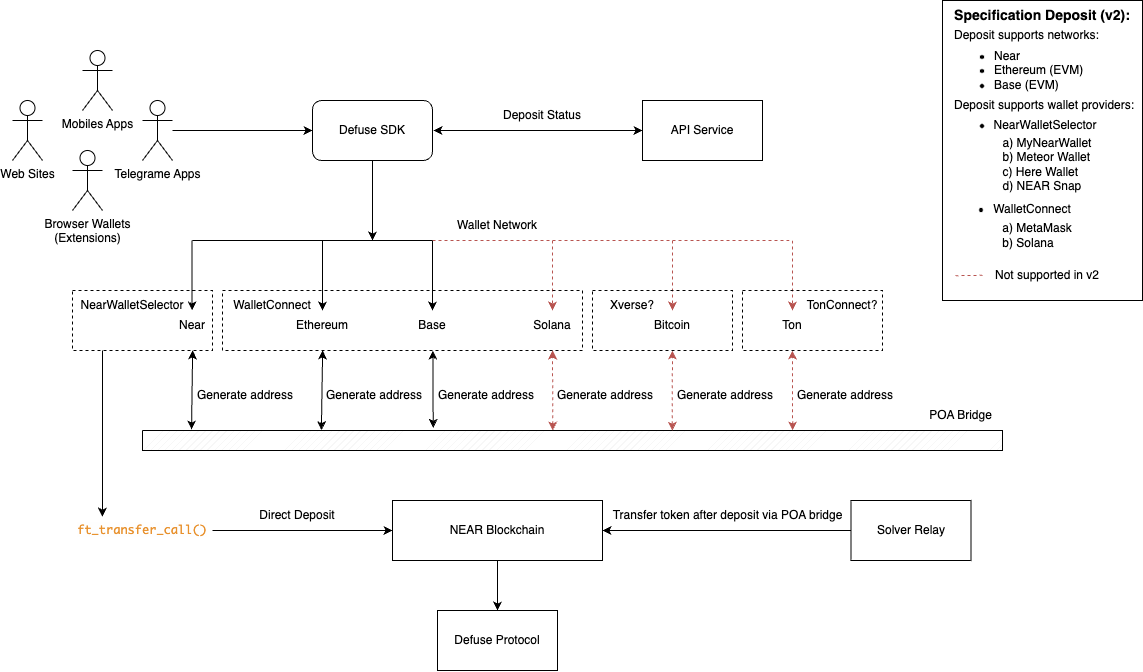 Specification Deposit (v2):
Deposit supports networks:
Near
Ethereum (EVM)
Base (EVM)
Deposit supports wallet providers:
NearWalletSelector
a) MyNearWallet
b) Meteor Wallet
c) Here Wallet
d) NEAR Snap
WalletConnect
a) MetaMask
b) Solana
Not supported in v2
Mobiles Apps
Web Sites
Telegrame Apps
Browser Wallets
(Extensions)
Defuse SDK
Deposit Status
API Service
Wallet Network
NearWalletSelector
Near
WalletConnect
Ethereum
Base
Solana
Xverse?
Bitcoin
TonConnect?
Ton
Generate address
Generate address
Generate address
Generate address
Generate address
Generate address
POA Bridge
ft_transfer_call()
Direct Deposit
NEAR Blockchain
Transfer token after deposit via POA bridge
Solver Relay
Defuse Protocol